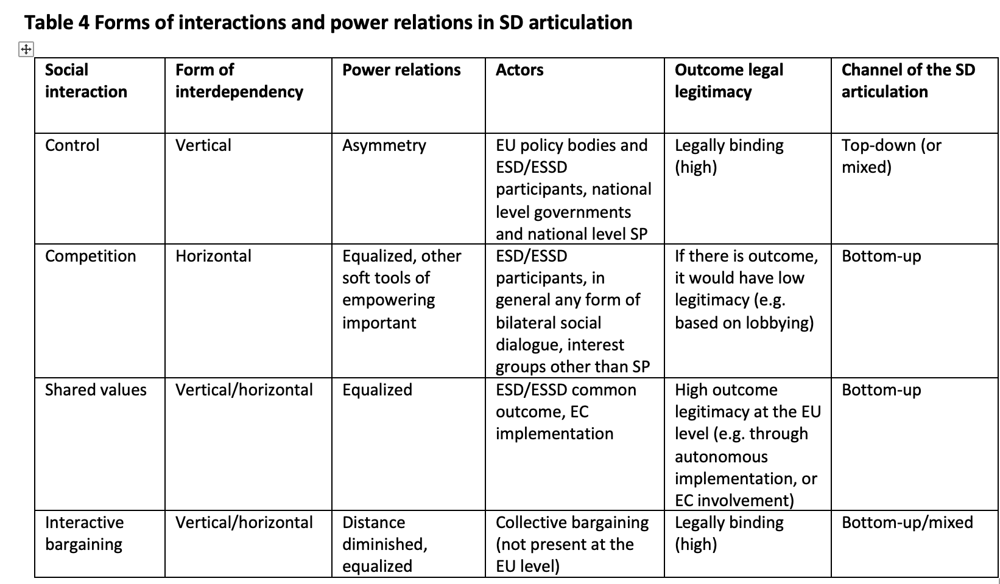 Table 4 Forms of interactions and power relations in SD articulation
Social
interaction
Form of
interdependency
Power relations
Actors
Outcome legal
legitimacy
Channel of the SD
articulation
Control
Vertical
Asymmetry
EU policy bodies and
ESD/ESSD
participants, national
level governments
and national level SP
Legally binding
(high)
Top-down (or
mixed)
Competition
Horizontal
Equalized, other
soft tools of
empowering
important
ESD/ESSD
participants, in
general any form of
bilateral social
dialogue, interest
groups other than SP
If there is outcome,
it would have low
legitimacy (e.g.
based on lobbying)
Bottom-up
Shared values
Vertical/horizontal
Equalized
ESD/ESSD common
outcome, EC
implementation
High outcome
legitimacy at the EU
level (e.g. through
autonomous
implementation, or
EC involvement)
Bottom-up
Interactive
bargaining
Vertical/horizontal
Distance
diminished,
equalized
Collective bargaining
(not present at the
EU level)
Legally binding
(high)
Bottom-up/mixed